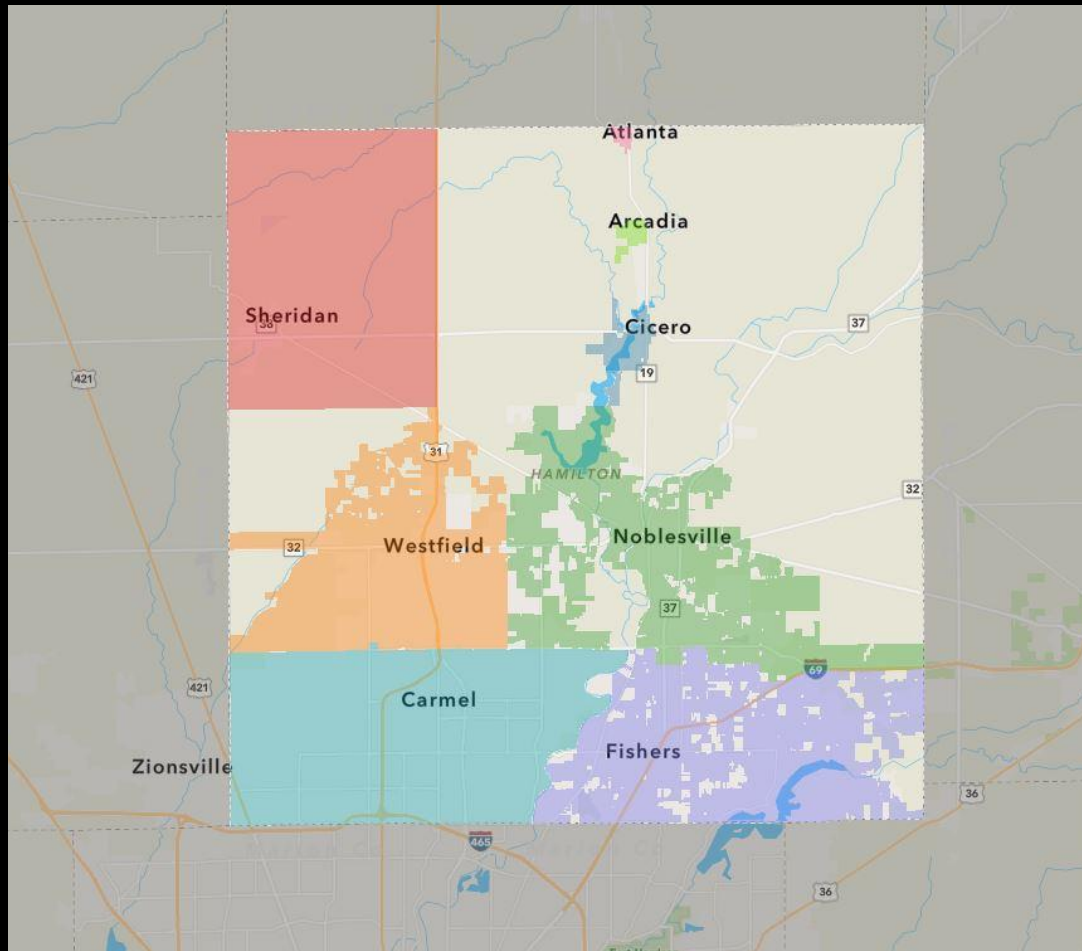 Atlanta
Arcadia
Sheridan
38
Cicero
37
421
19
31
HAMILTON
32
Noblesville
Westfield
32
37
69
421
Carmel
Fishers
Zionsville
36
465
36